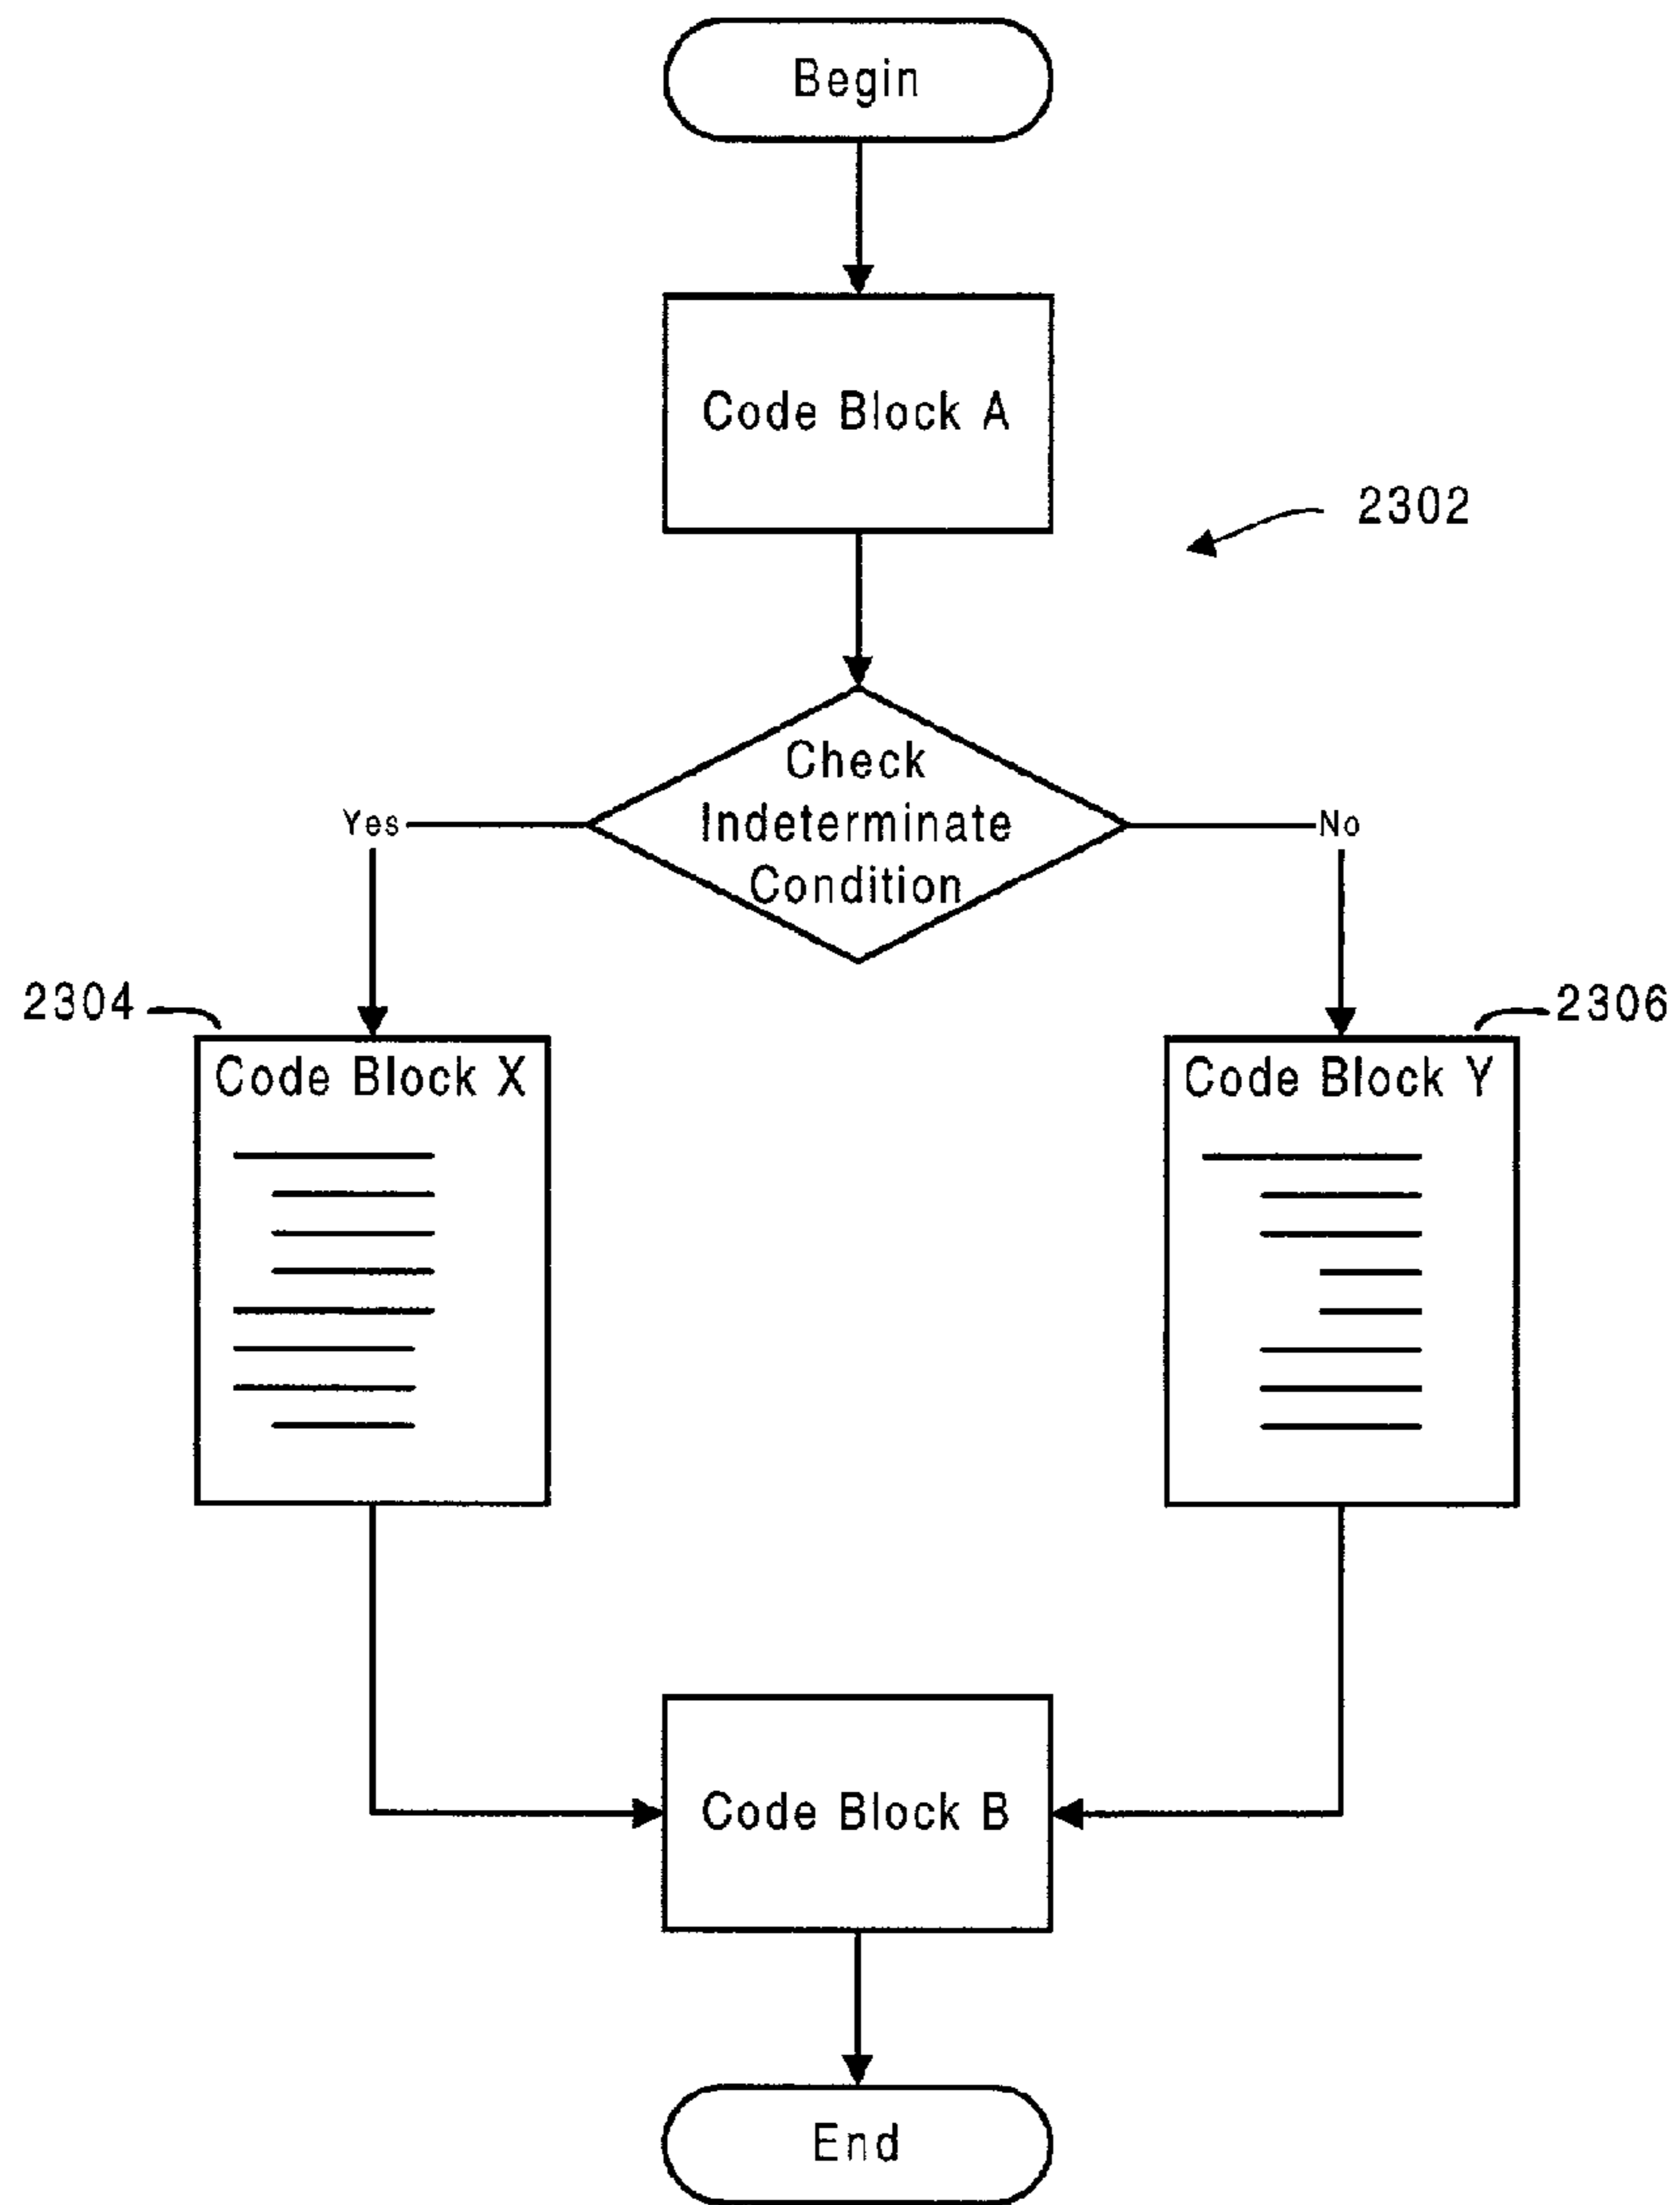 Begin
Code Block A
2302
Check
Indeterminate
Condition
Yes
No
2304
2306
Code Block X
Code Block Y
Code Block B
End